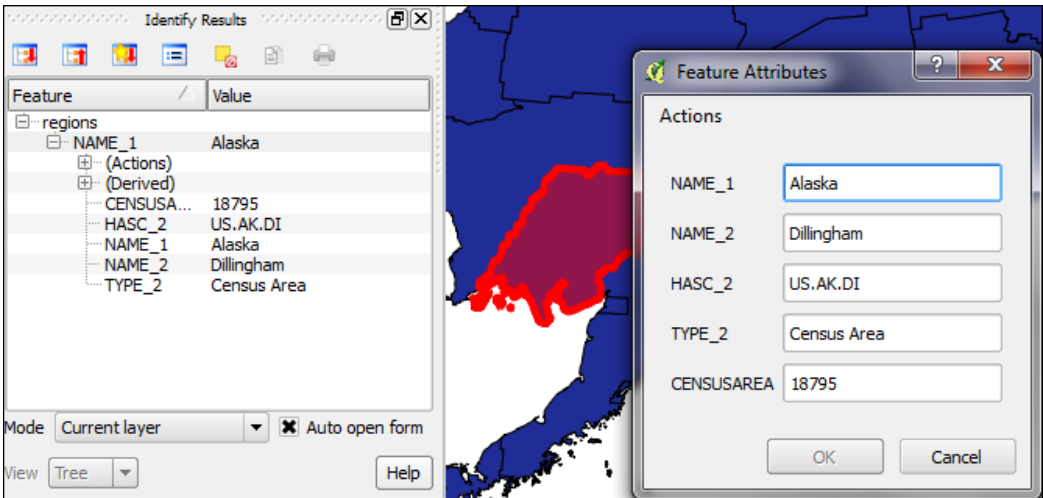 Identify Results
Feature Value
regions
NAME_1 Alaska
(Actions)
(Derived)
CENSUSA... 18795
HASC_2 US.AK.DI
NAME_1 Alaska
NAME_2 Dillingham
TYPE_2 Census Area
Mode Current layer Auto open form
View Tree Help
Feature Attributes
Actions
NAME_1 Alaska
NAME_2 Dillingham
HASC_2 US.AK.DI
TYPE_2 Census Area
CENSUSAREA 18795
OK Cancel